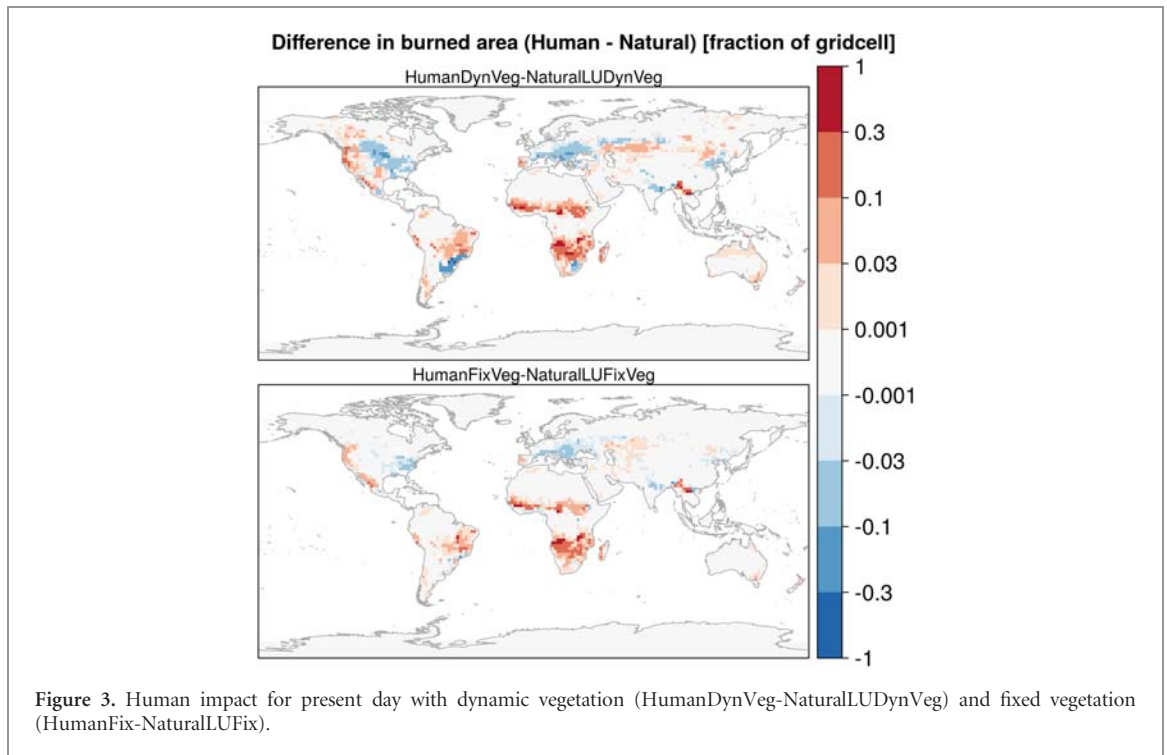 Difference in burned area (Human - Natural) [fraction of gridcell]
HumanDynVeg-NaturalLUDynVeg
HumanFixVeg-NaturalLUFixVeg
1
0.3
0.1
0.03
0.001
-0.001
-0.03
-0.1
-0.3
-1
Figure 3. Human impact for present day with dynamic vegetation (HumanDynVeg-NaturalLUDynVeg) and fixed vegetation
(HumanFix-NaturalLUFix).